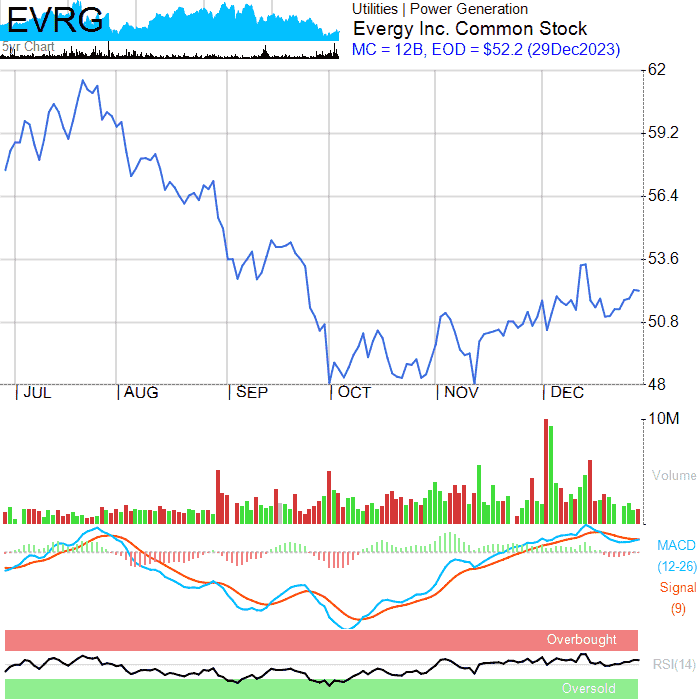 EVRG
5yr Chart
Utilities | Power Generation
Evergy Inc. Common Stock
MC = 12B, EOD = $52.2 (29Dec2023)
62
59.2
56.4
53.6
50.8
48
JUL AUG SEP OCT NOV DEC
10M
Volume
MACD
(12-26)
Signal
(9)
Overbought
RSI(14)
Oversold